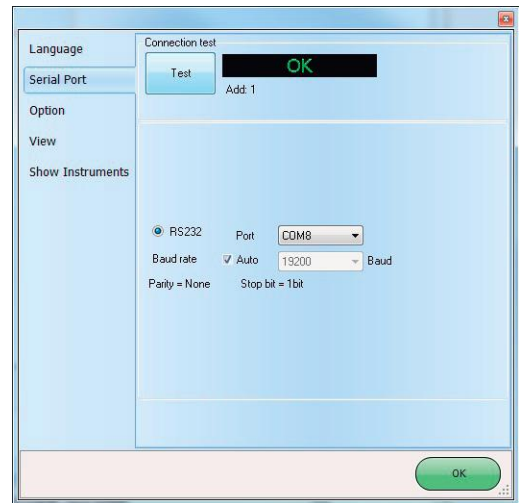 Language
Serial Port
Option
View
Show Instruments
Connection test
Test
OK
Add: 1
RS232 Port COM8
Baud rate Auto 19200 Baud
Parity = None Stop bit = 1bit
OK